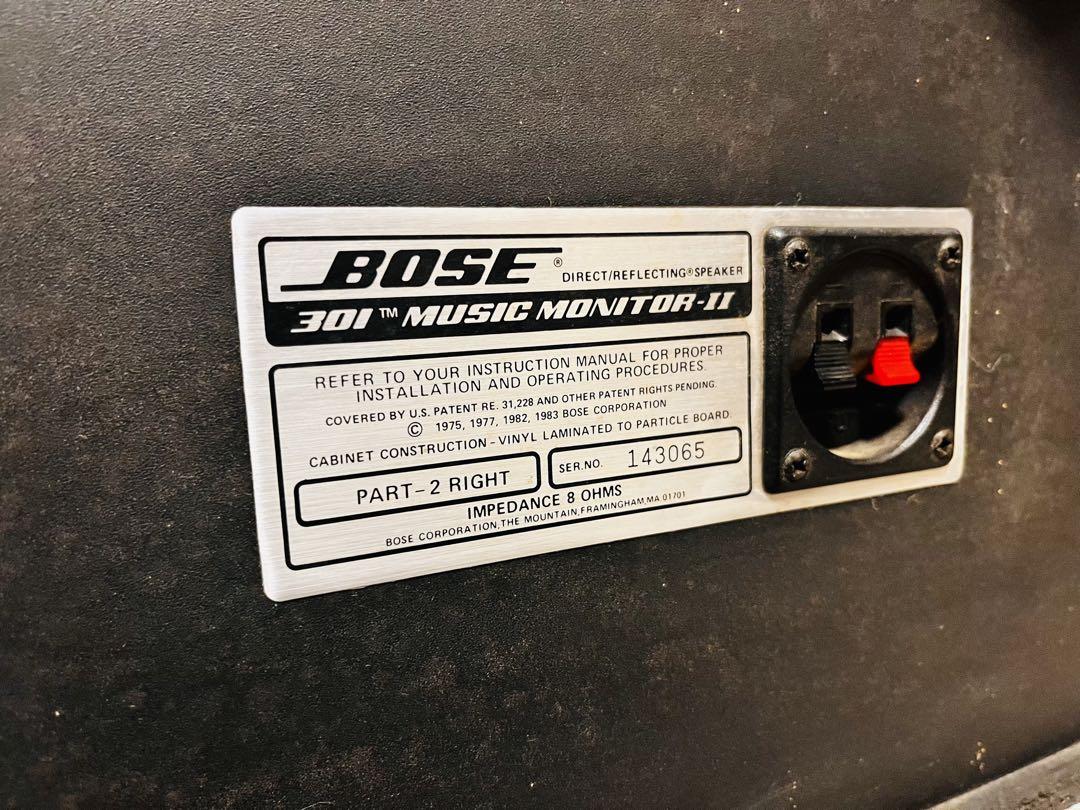 BOSE®
DIRECT/REFLECTING® SPEAKER
301™ MUSIC MONITOR-II
REFER TO YOUR INSTRUCTION MANUAL FOR PROPER
INSTALLATION AND OPERATING PROCEDURES.
COVERED BY U.S. PATENT RE. 31,228 AND OTHER PATENT RIGHTS PENDING.
© 1975, 1977, 1982, 1983 BOSE CORPORATION
CABINET CONSTRUCTION - VINYL LAMINATED TO PARTICLE BOARD.
PART-2 RIGHT
SER.NO. 143065
IMPEDANCE 8 OHMS
BOSE CORPORATION, THE MOUNTAIN, FRAMINGHAM, MA 01701